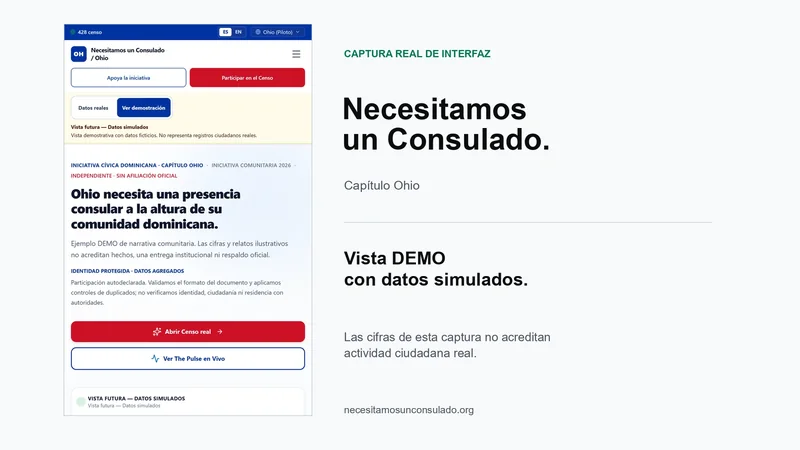 428 censo
ES EN
Ohio (Piloto)
DH
Necesitamos un Consulado
/ Ohio
Apoya la iniciativa
Participar en el Censo
Datos reales
Ver demostración
Vista futura — Datos simulados
Vista demostrativa con datos ficticios. No representa registros ciudadanos reales.
INICIATIVA CÍVICA DOMINICANA · CAPÍTULO OHIO · INICIATIVA COMUNITARIA 2026 ·
INDEPENDIENTE · SIN AFILIACIÓN OFICIAL
Ohio necesita una presencia
consular a la altura de su
comunidad dominicana.
Ejemplo DEMO de narrativa comunitaria. Las cifras y relatos ilustrativos
no acreditan hechos, una entrega institucional ni respaldo oficial.
IDENTIDAD PROTEGIDA · DATOS AGREGADOS
Participación autodeclarada. Validamos el formato del documento y aplicamos
controles de duplicados; no verificamos identidad, ciudadanía ni residencia con
autoridades.
Abrir Censo real →
Ver The Pulse en Vivo
VISTA FUTURA — DATOS SIMULADOS
Vista futura — Datos simulados
CAPTURA REAL DE INTERFAZ
Necesitamos
un Consulado.
Capítulo Ohio
Vista DEMO
con datos simulados.
Las cifras de esta captura no acreditan
actividad ciudadana real.
necesitamosunconsulado.org